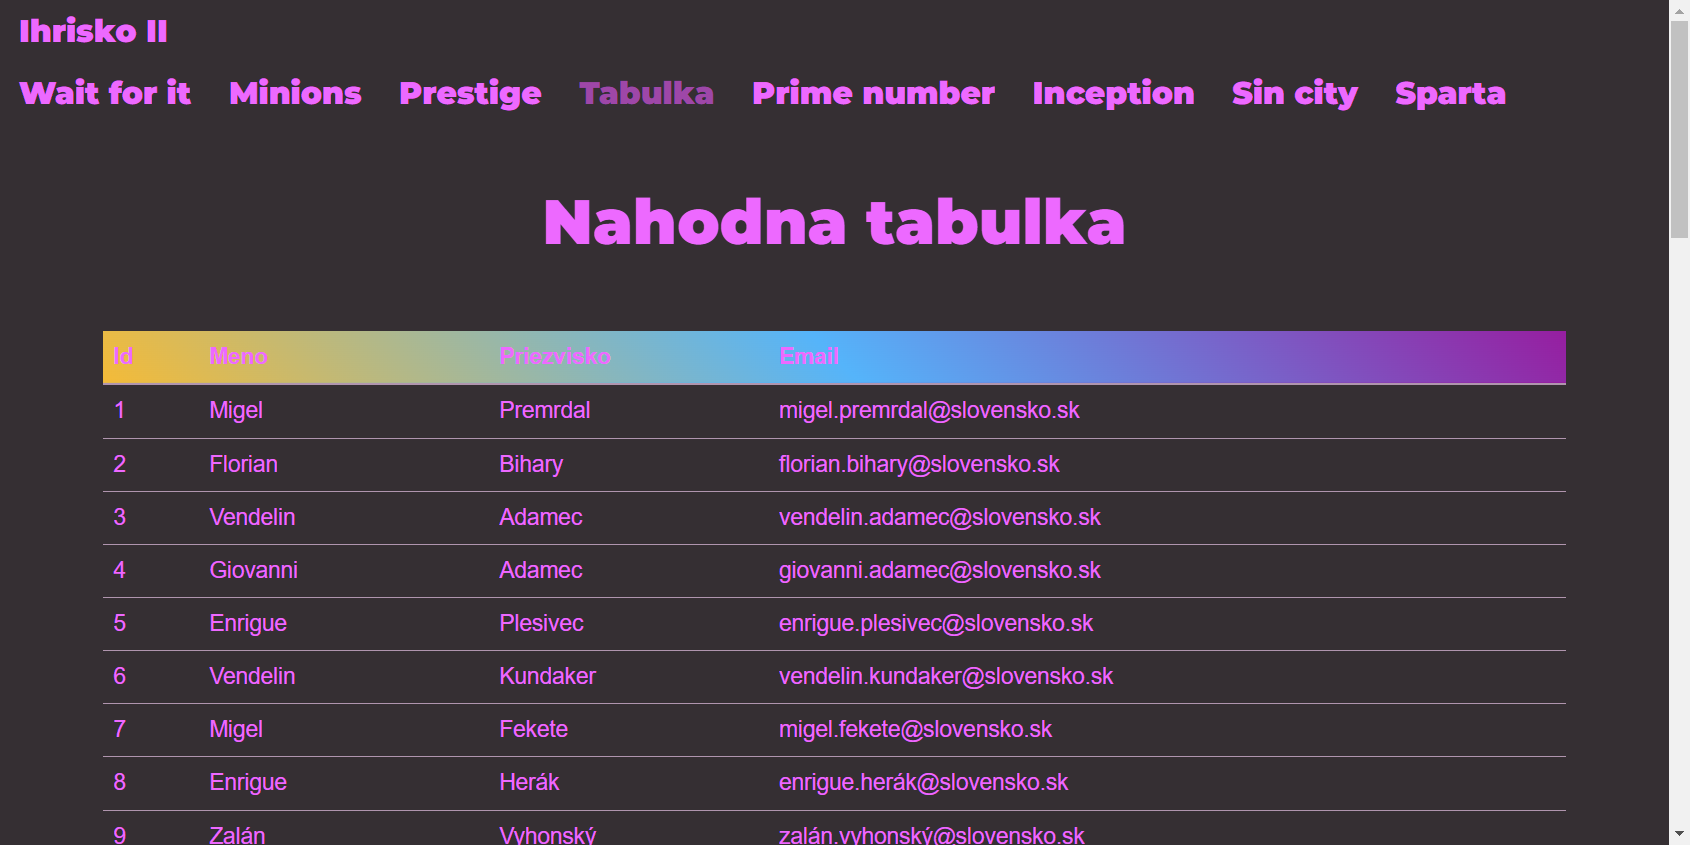 Ihrisko II
Wait for it Minions Prestige Tabulka Prime number Inception Sin city Sparta
Nahodna tabulka
Id Meno Priezvisko Email
1 Migel Premrdal migel.premrdal@slovensko.sk
2 Florian Bihary florian.bihary@slovensko.sk
3 Vendelin Adamec vendelin.adamec@slovensko.sk
4 Giovanni Adamec giovanni.adamec@slovensko.sk
5 Enrigue Plesivec enrigue.plesivec@slovensko.sk
6 Vendelin Kundaker vendelin.kundaker@slovensko.sk
7 Migel Fekete migel.fekete@slovensko.sk
8 Enrigue Herák enrigue.herák@slovensko.sk
9 Zalán Vyhonský zalán.vyhonský@slovensko.sk